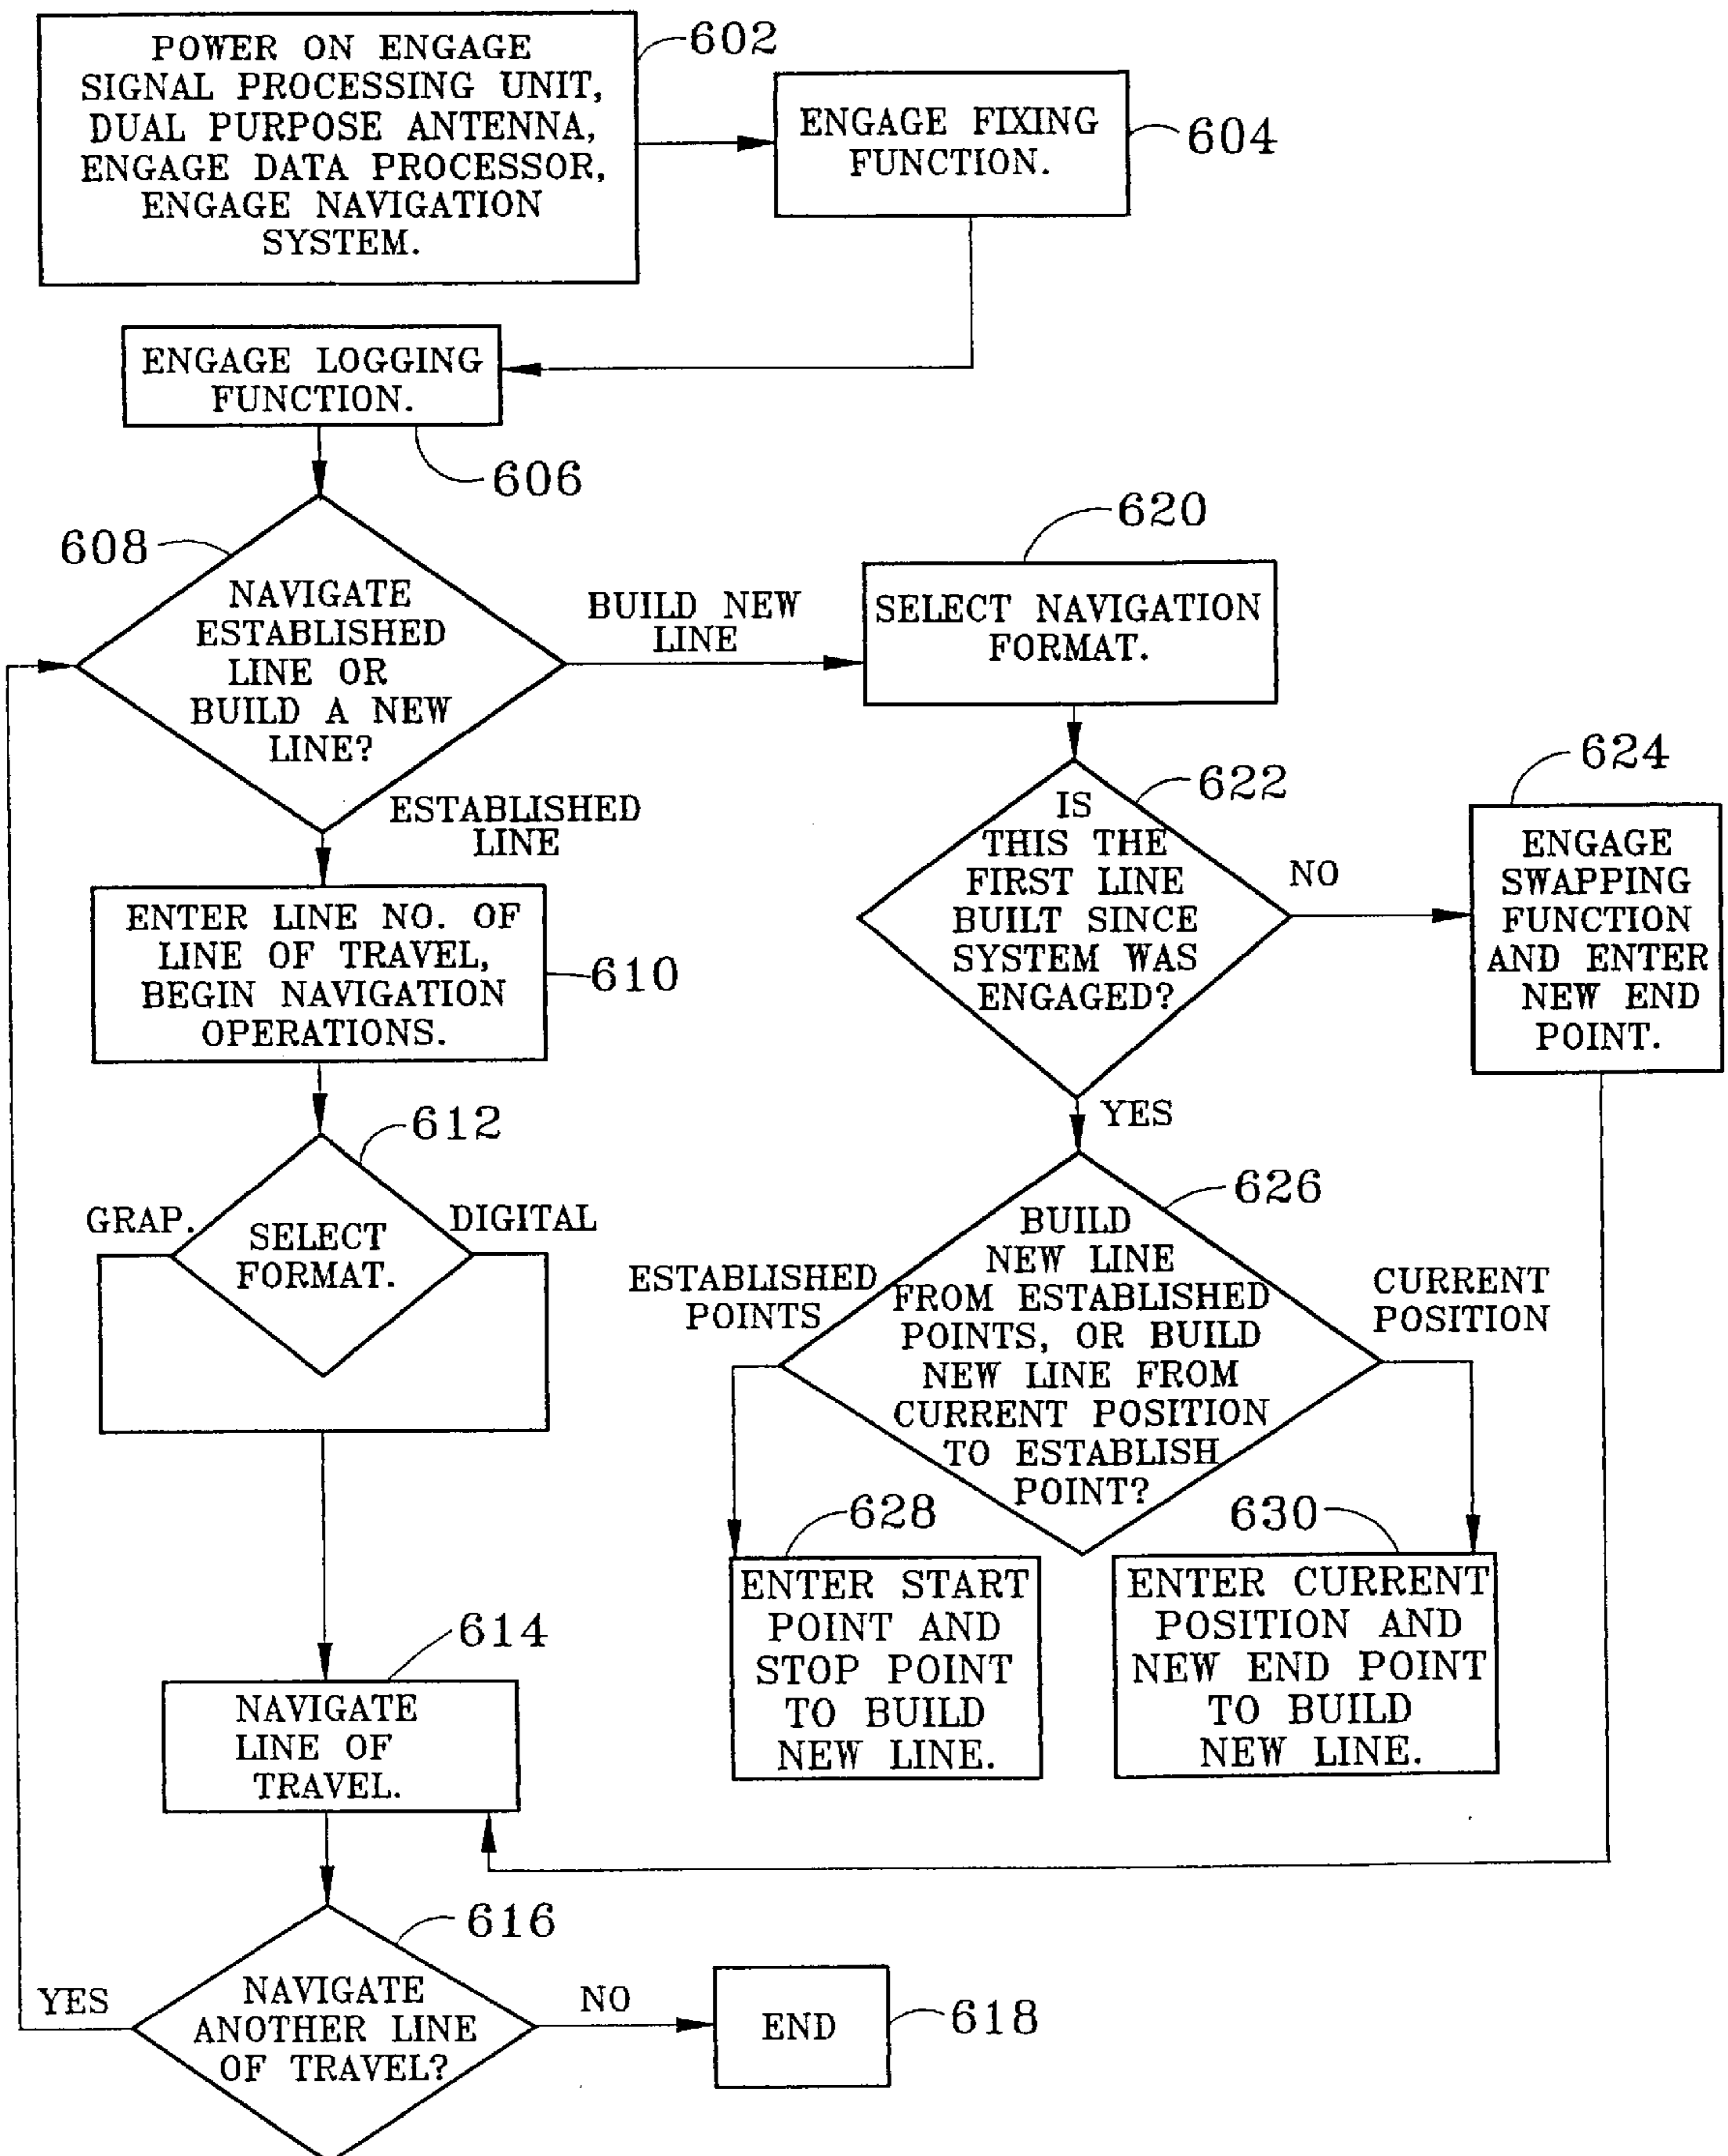 POWER ON ENGAGE
SIGNAL PROCESSING UNIT,
DUAL PURPOSE ANTENNA,
ENGAGE DATA PROCESSOR,
ENGAGE NAVIGATION
SYSTEM.
602
ENGAGE FIXING
FUNCTION.
604
ENGAGE LOGGING
FUNCTION.
606
608
NAVIGATE
ESTABLISHED
LINE OR
BUILD A NEW
LINE?
BUILD NEW
LINE
620
SELECT NAVIGATION
FORMAT.
ESTABLISHED
LINE
622
IS
THIS THE
FIRST LINE
BUILT SINCE
SYSTEM WAS
ENGAGED?
NO
624
ENGAGE
SWAPPING
FUNCTION
AND ENTER
NEW END
POINT.
ENTER LINE NO. OF
LINE OF TRAVEL,
BEGIN NAVIGATION
OPERATIONS.
610
YES
612
GRAP.
SELECT
FORMAT.
DIGITAL
626
BUILD
NEW LINE
FROM ESTABLISHED
POINTS, OR BUILD
NEW LINE FROM
CURRENT POSITION
TO ESTABLISH
POINT?
ESTABLISHED
POINTS
CURRENT
POSITION
628
ENTER START
POINT AND
STOP POINT
TO BUILD
NEW LINE.
630
ENTER CURRENT
POSITION AND
NEW END POINT
TO BUILD
NEW LINE.
614
NAVIGATE
LINE OF
TRAVEL.
616
YES
NAVIGATE
ANOTHER LINE
OF TRAVEL?
NO
END
618